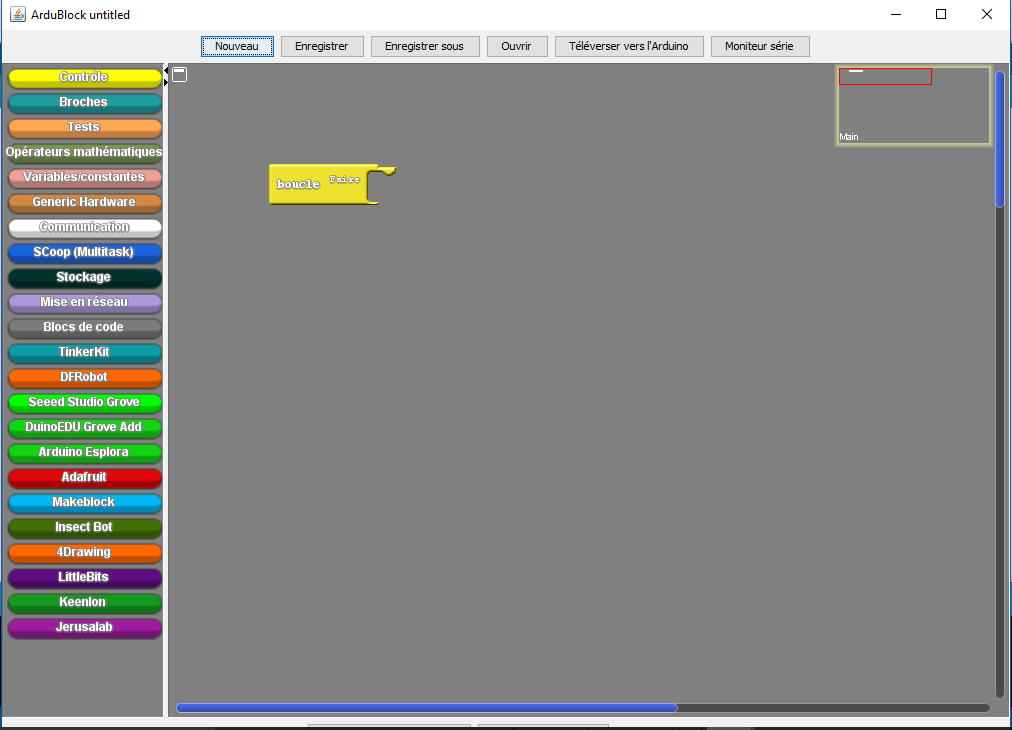 ArduBlock untitled
Nouveau
Enregistrer
Enregistrer sous
Ouvrir
Téléverser vers l'Arduino
Moniteur série
Contrôle
Broches
Tests
Opérateurs mathématiques
Variables/constantes
Generic Hardware
Communication
SCoop (Multitask)
Stockage
Mise en réseau
Blocs de code
TinkerKit
DFRobot
Seeed Studio Grove
DuinoEDU Grove Add
Arduino Esplora
Adafruit
Makeblock
Insect Bot
4Drawing
LittleBits
Keenlon
Jerusalab
boucle Faire
Main